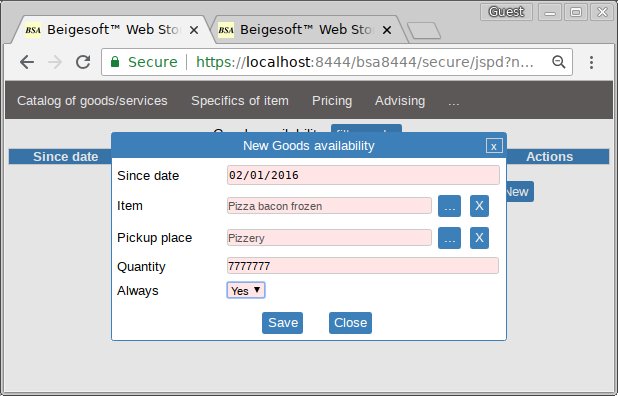 Guest
BSA Beigesoft™ Web Sto
BSA Beigesoft™ Web Sto
Secure https://localhost:8444/bsa8444/secure/jspd?n...
Catalog of goods/services Specifics of item Pricing Advising ...
New Goods availability x
Since date Actions
Since date 02/01/2016
New
Item Pizza bacon frozen ... X
Pickup place Pizzery ... X
Quantity 7777777
Always Yes
Save Close